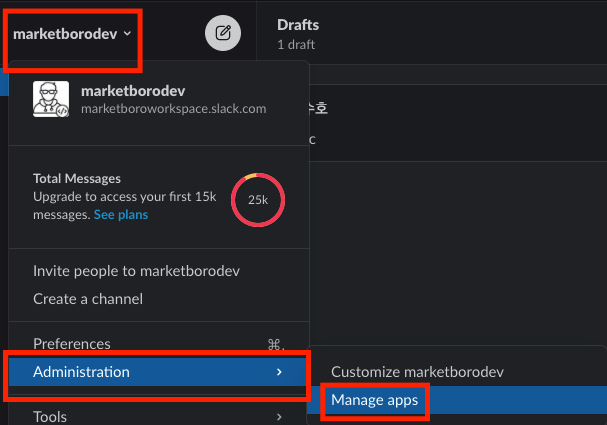 marketborodev
Drafts
1 draft
marketborodev
marketboroworkspace.slack.com
수호
c
Total Messages
Upgrade to access your first 15k
messages. See plans
25k
Invite people to marketborodev
Create a channel
Preferences
⌘,
Administration
Customize marketborodev
Manage apps
Tools